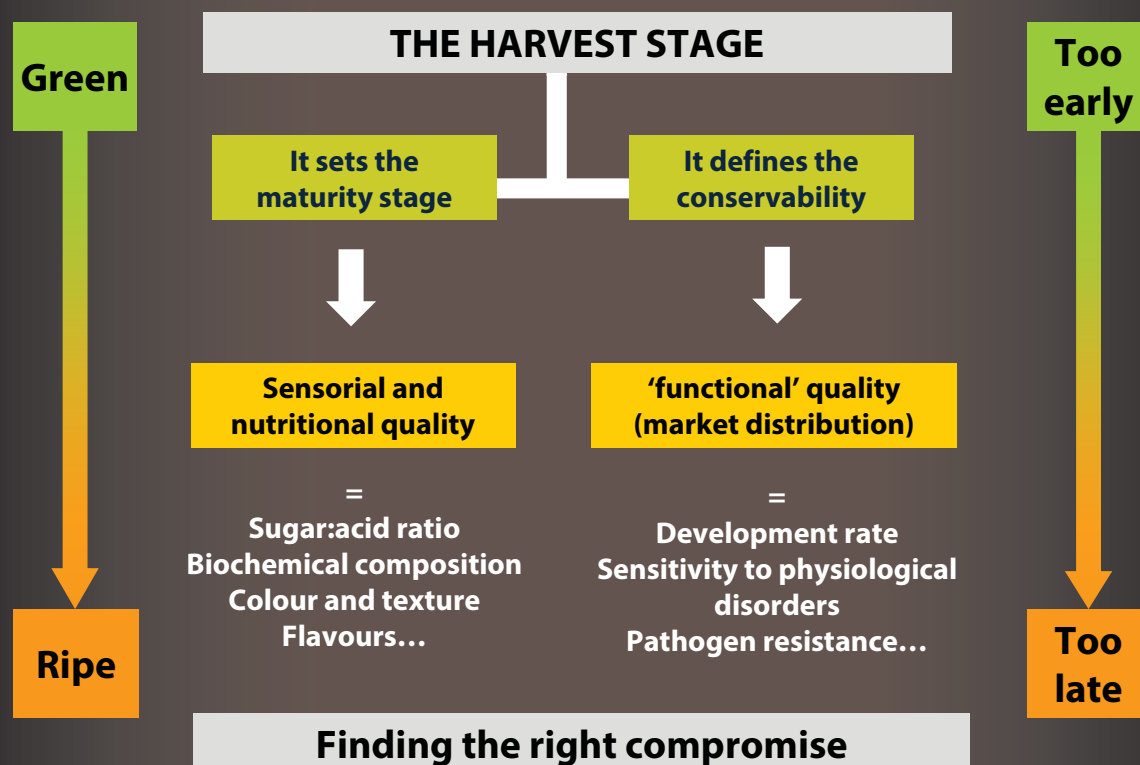 THE HARVEST STAGE
Green
Too
early
It sets the
maturity stage
It defines the
conservability
Sensorial and
nutritional quality
‘functional’ quality
(market distribution)
=
Sugar:acid ratio
Biochemical composition
Colour and texture
Flavours…
=
Development rate
Sensitivity to physiological
disorders
Pathogen resistance…
Ripe
Too
late
Finding the right compromise